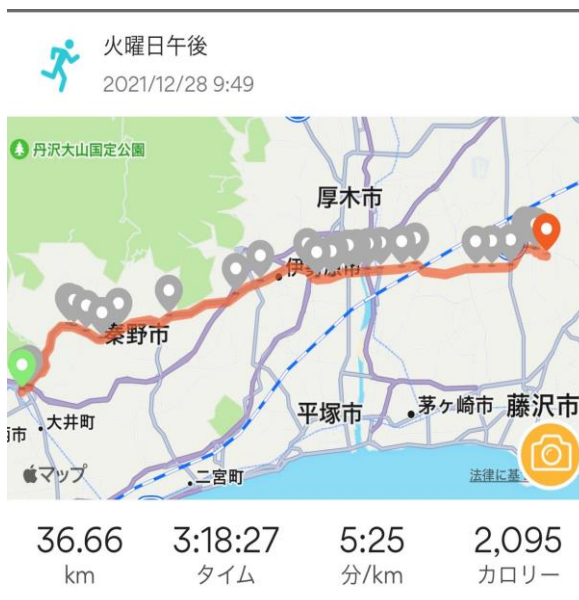 火曜日午後
2021/12/28 9:49
丹沢大山国定公園
厚木市
秦野市
大井町
市
平塚市
茅ヶ崎市
藤沢市
二宮町
マップ
法律に基
36.66
km
3:18:27
タイム
5:25
分/km
2,095
カロリー